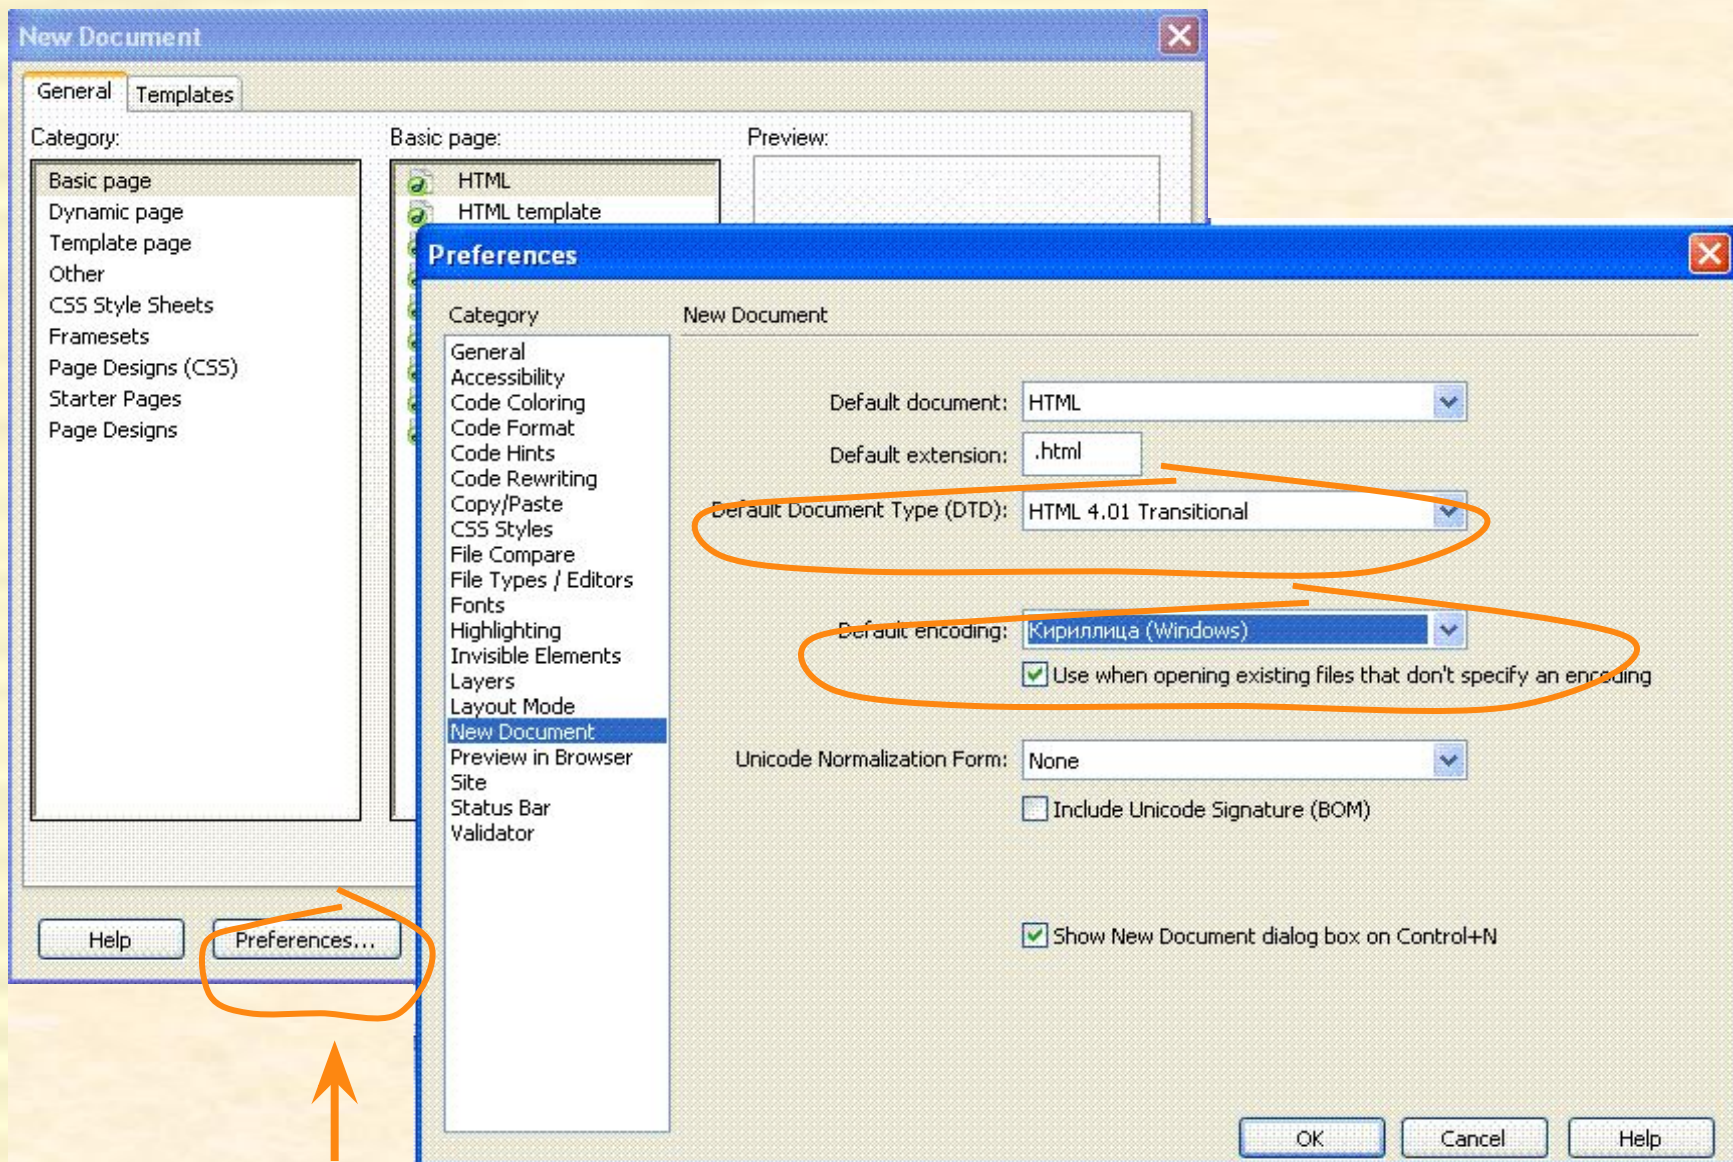 New Document
General
Templates
Category:
Basic page:
Preview:
Basic page
Dynamic page
Template page
Other
CSS Style Sheets
Framesets
Page Designs (CSS)
Starter Pages
Page Designs
HTML
HTML template
Help
Preferences...
Preferences
Category
New Document
General
Accessibility
Code Coloring
Code Format
Code Hints
Code Rewriting
Copy/Paste
CSS Styles
File Compare
File Types / Editors
Fonts
Highlighting
Invisible Elements
Layers
Layout Mode
New Document
Preview in Browser
Site
Status Bar
Validator
Default document: HTML
Default extension: .html
Default Document Type (DTD): HTML 4.01 Transitional
Default encoding: Кириллица (Windows)
Use when opening existing files that don't specify an encoding
Unicode Normalization Form: None
Include Unicode Signature (BOM)
Show New Document dialog box on Control+N
OK
Cancel
Help